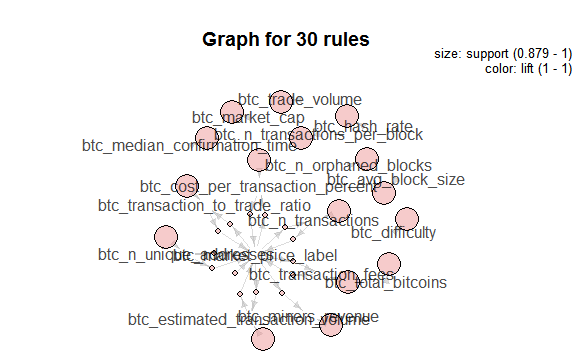 Graph for 30 rules
size: support (0.879 - 1)
color: lift (1 - 1)
btc_trade_volume
btc_market_cap
btc_hash_rate
btc_n_transactions_per_block
btc_median_confirmation_time
btc_n_orphaned_blocks
btc_avg_block_size
btc_cost_per_transaction_percent
btc_transaction_to_trade_ratio
btc_n_transactions
btc_difficulty
btc_n_unique_addresses
btc_market_price_label
btc_transaction_fees
btc_total_bitcoins
btc_miners_revenue
btc_estimated_transaction_volume